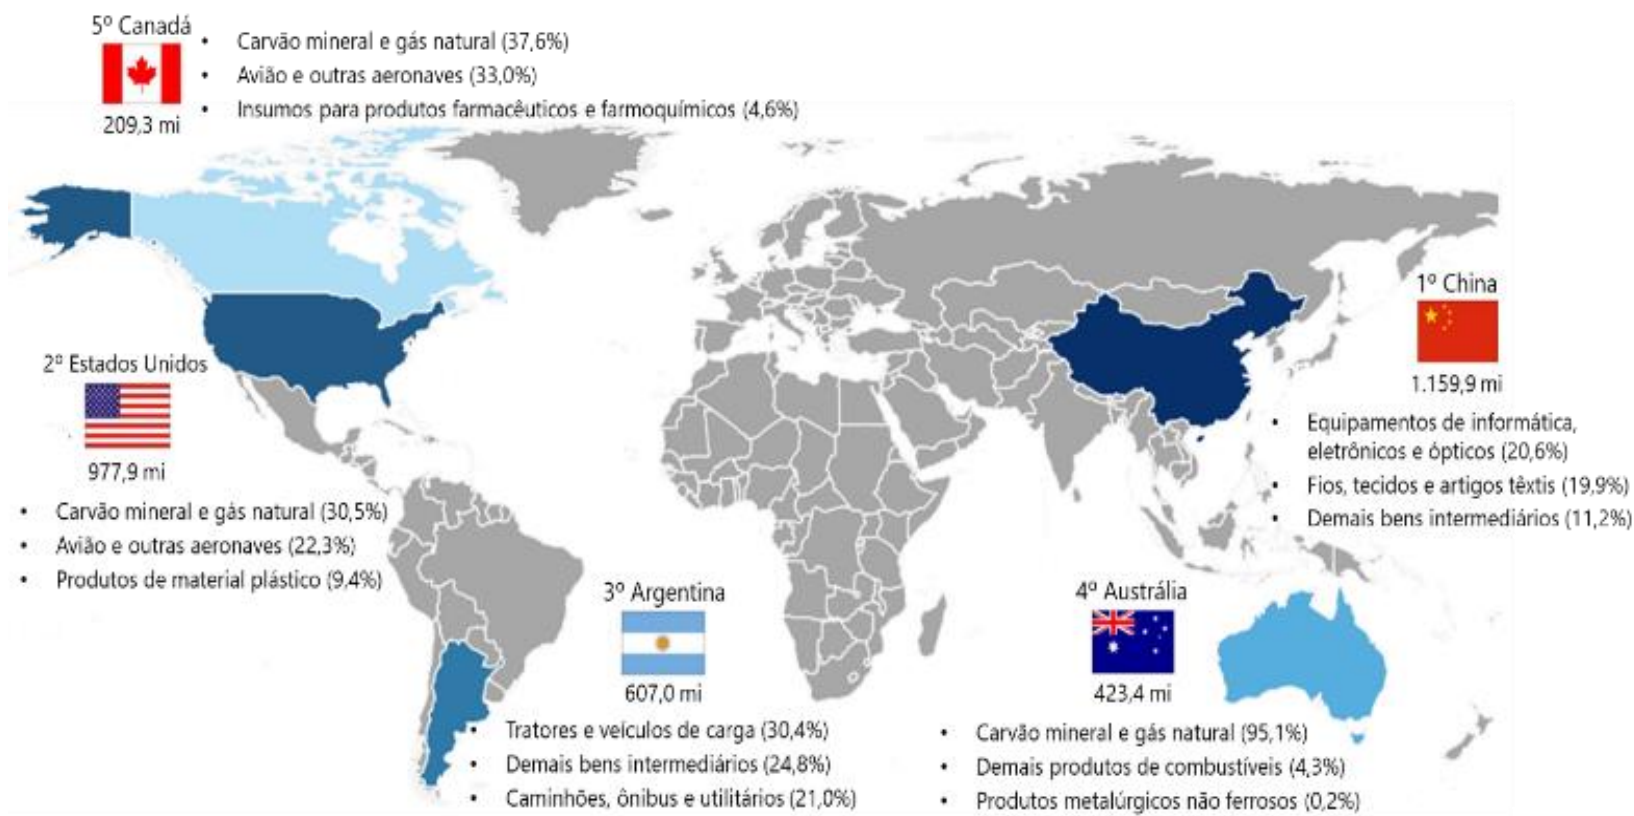 5º Canadá
209,3 mi
• Carvão mineral e gás natural (37,6%)
• Avião e outras aeronaves (33,0%)
• Insumos para produtos farmacêuticos e farmoquímicos (4,6%)
1º China
1.159,9 mi
• Equipamentos de informática,
eletrônicos e ópticos (20,6%)
• Fios, tecidos e artigos têxtis (19,9%)
• Demais bens intermediários (11,2%)
2º Estados Unidos
977,9 mi
• Carvão mineral e gás natural (30,5%)
• Avião e outras aeronaves (22,3%)
• Produtos de material plástico (9,4%)
3º Argentina
607,0 mi
• Tratores e veículos de carga (30,4%)
• Demais bens intermediários (24,8%)
• Caminhões, ônibus e utilitários (21,0%)
4º Austrália
423,4 mi
• Carvão mineral e gás natural (95,1%)
• Demais produtos de combustíveis (4,3%)
• Produtos metalúrgicos não ferrosos (0,2%)